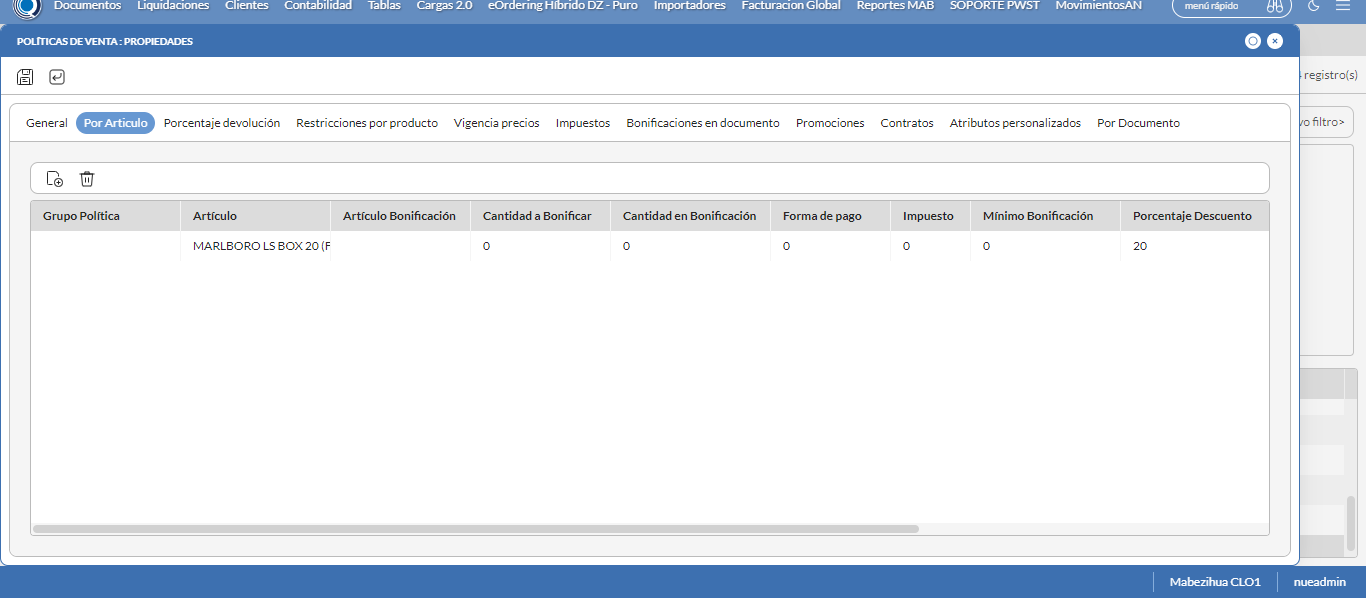 Documentos Liquidaciones Clientes Contabilidad Tablas Cargas 2.0 eOrdering Híbrido DZ - Puro Importadores Facturacion Global Reportes MAB SOPORTE PWST MovimientosAN menú rápido
POLÍTICAS DE VENTA : PROPIEDADES
registro(s)
General Por Articulo Porcentaje devolución Restricciones por producto Vigencia precios Impuestos Bonificaciones en documento Promociones Contratos Atributos personalizados Por Documento
filtro>
Grupo Política Artículo Artículo Bonificación Cantidad a Bonificar Cantidad en Bonificación Forma de pago Impuesto Mínimo Bonificación Porcentaje Descuento
MARLBORO LS BOX 20 (F 0 0 0 0 0 20
Mabezihua CLO1 nueadmin